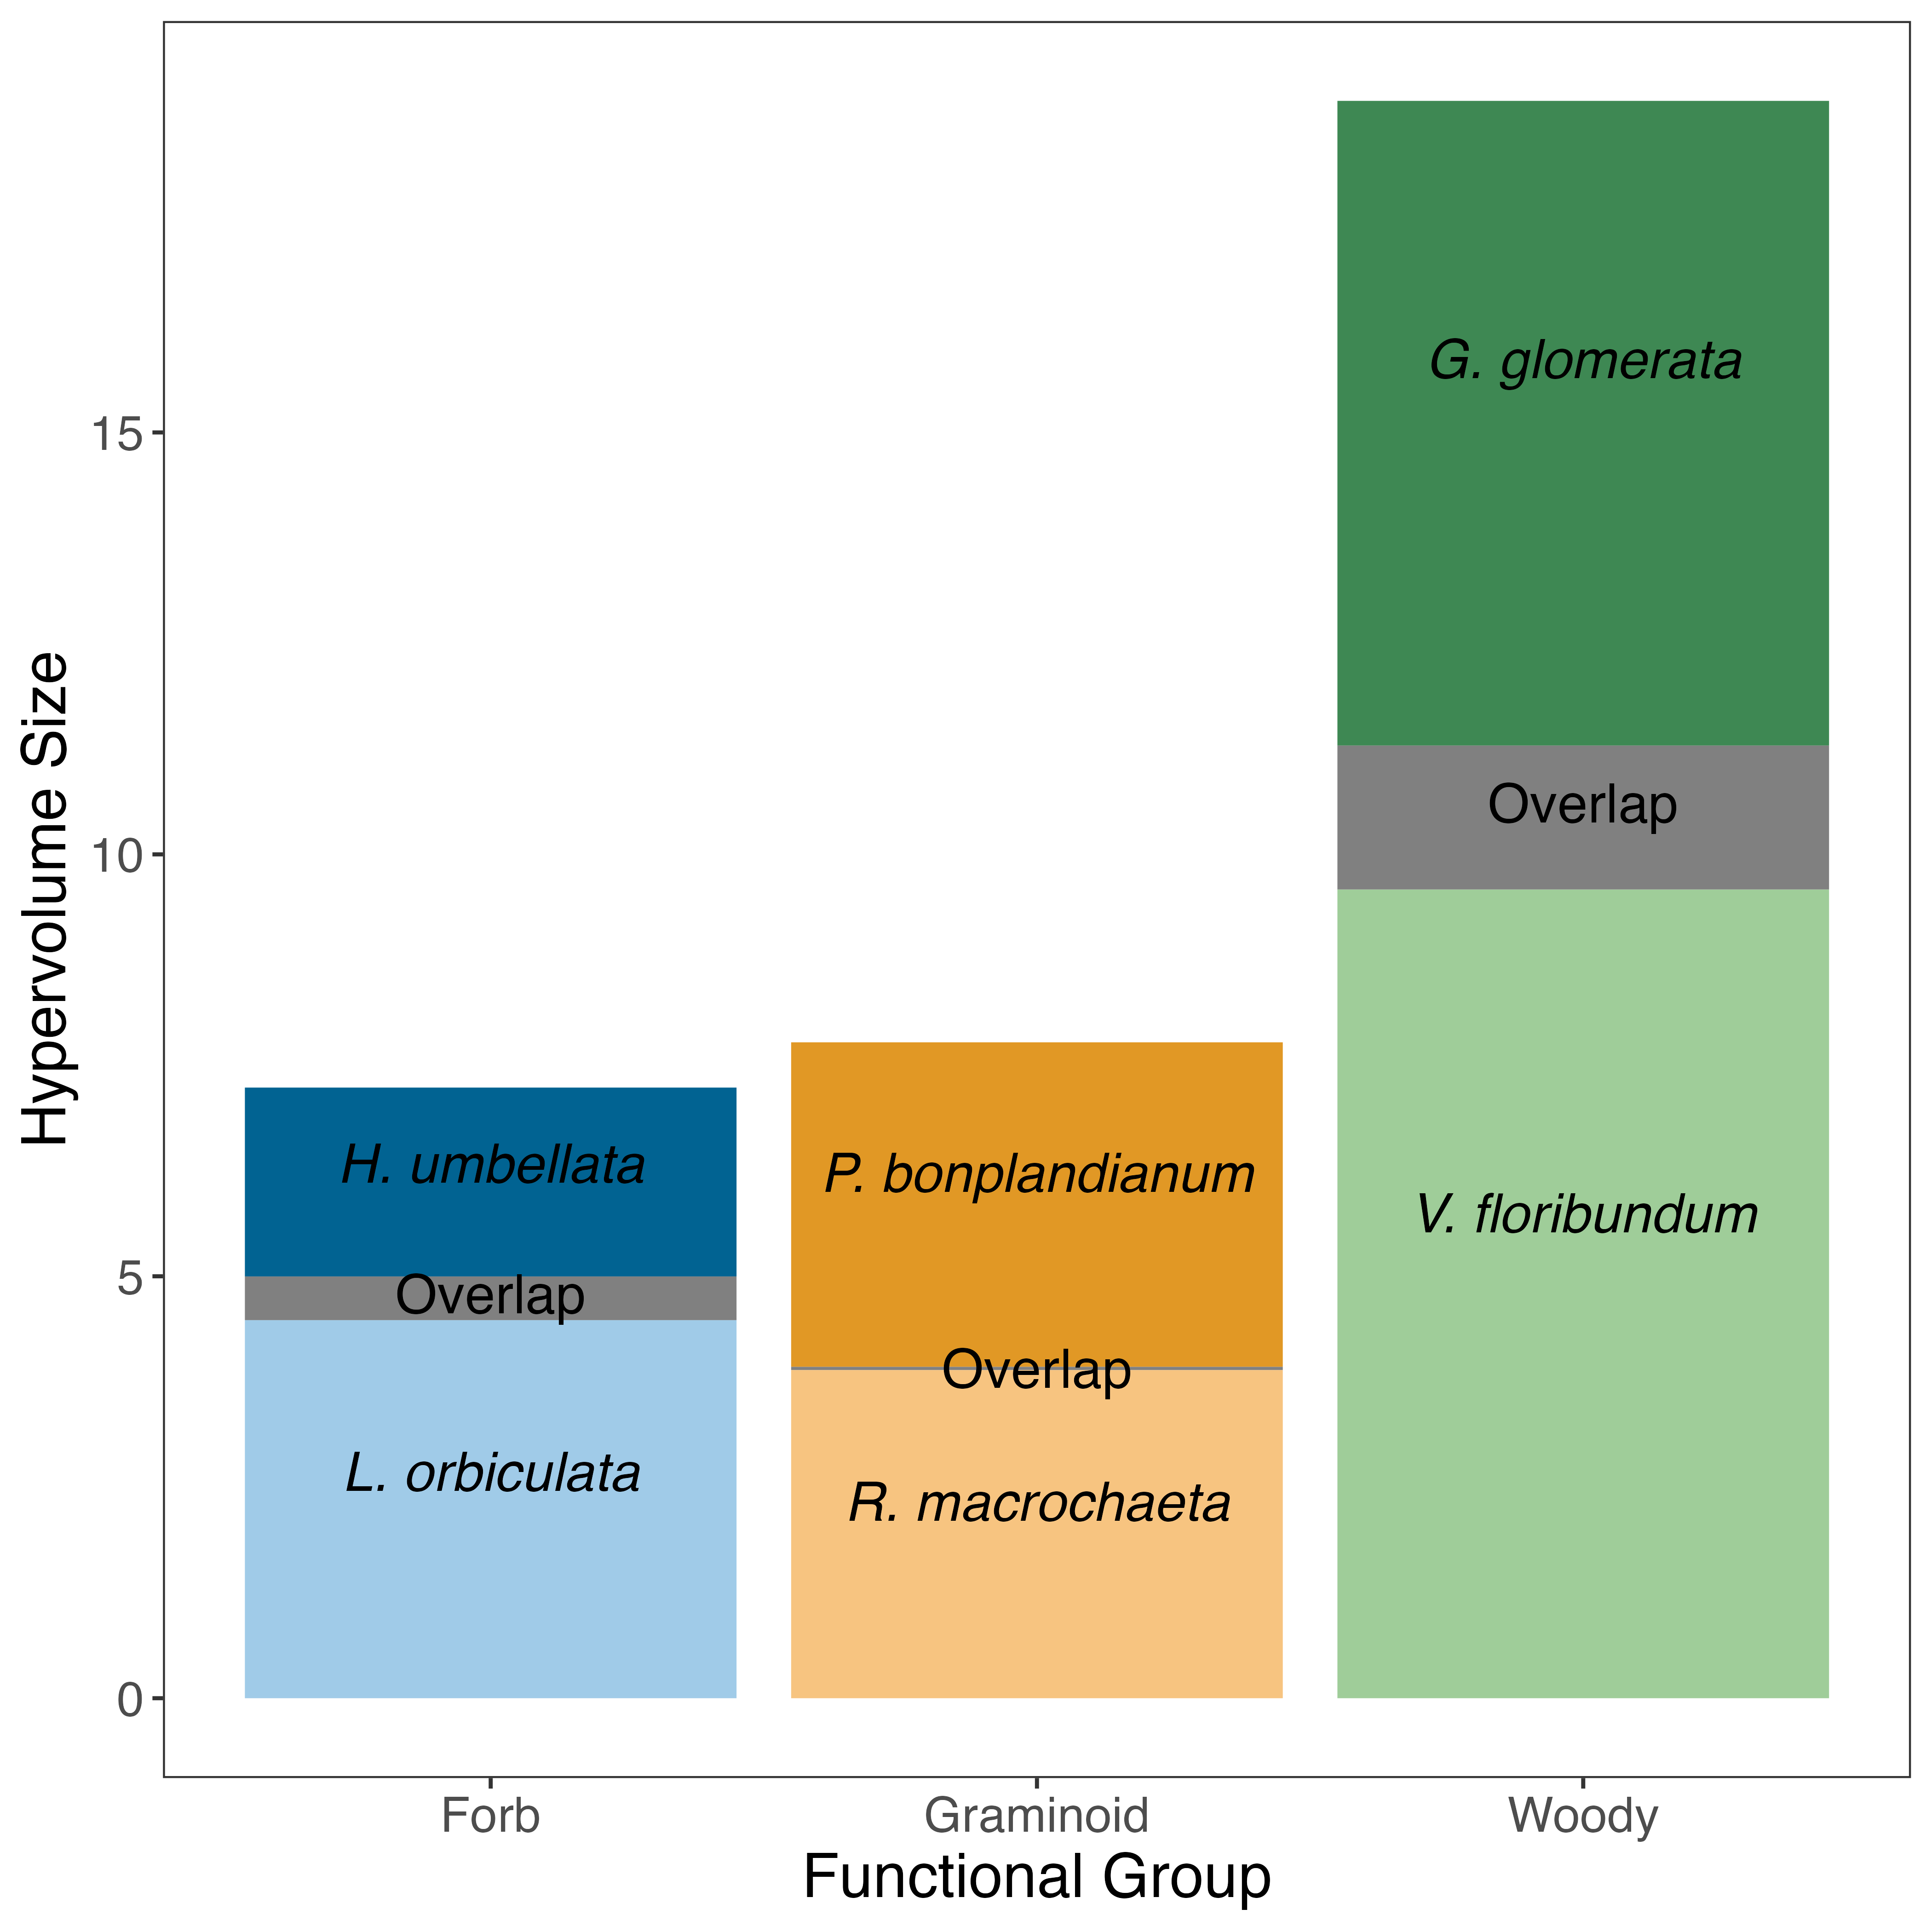 Hypervolume Size
15
10
5
0
G. glomerata
Overlap
V. floribundum
H. umbellata
Overlap
L. orbiculata
P. bonplandianum
Overlap
R. macrochaeta
Forb
Graminoid
Woody
Functional Group